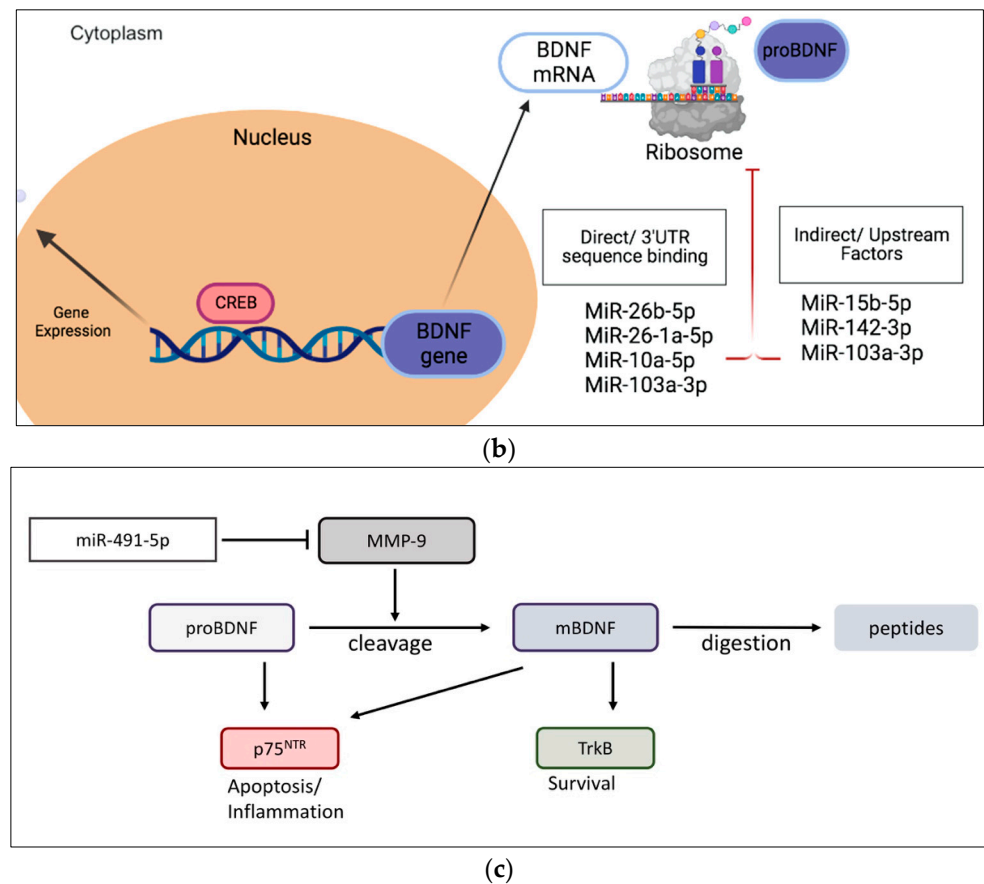 Cytoplasm
Nucleus
BDNF
mRNA
proBDNF
Ribosome
Gene
Expression
CREB
BDNF
gene
Direct/ 3'UTR
sequence binding
MiR-26b-5p
MiR-26-1a-5p
MiR-10a-5p
MiR-103a-3p
Indirect/ Upstream
Factors
MiR-15b-5p
MiR-142-3p
MiR-103a-3p
(b)
miR-491-5p
MMP-9
proBDNF
cleavage
mBDNF
digestion
peptides
p75NTR
Apoptosis/
Inflammation
TrkB
Survival
(c)